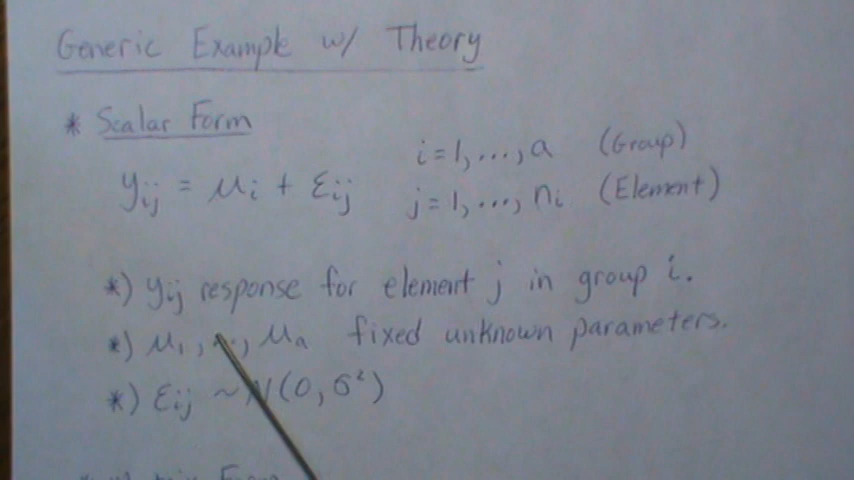 Generic Example w/ Theory
* Scalar Form
i = 1, ..., a (Group)
y_ij = μ_i + ε_ij
j = 1, ..., n_i (Element)
*) y_ij response for element j in group i.
*) μ_1, ..., μ_a fixed unknown parameters.
*) ε_ij ~ N(0, σ²)
Form